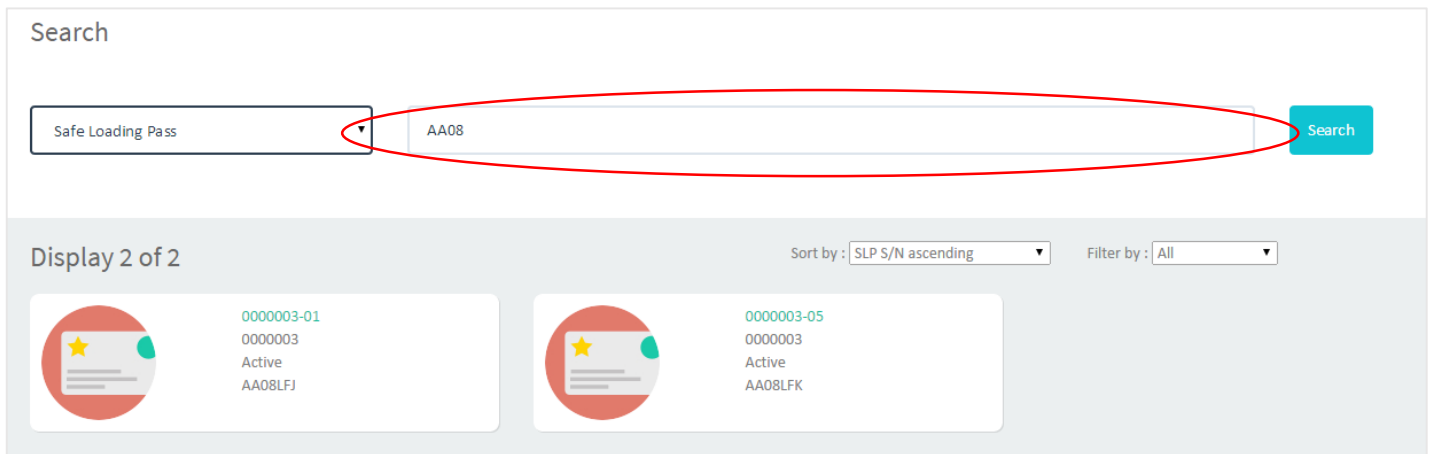 Search
Safe Loading Pass
AA08
Search
Display 2 of 2
Sort by : SLP S/N ascending
Filter by : All
0000003-01
0000003
Active
AA08LFJ
0000003-05
0000003
Active
AA08LFK